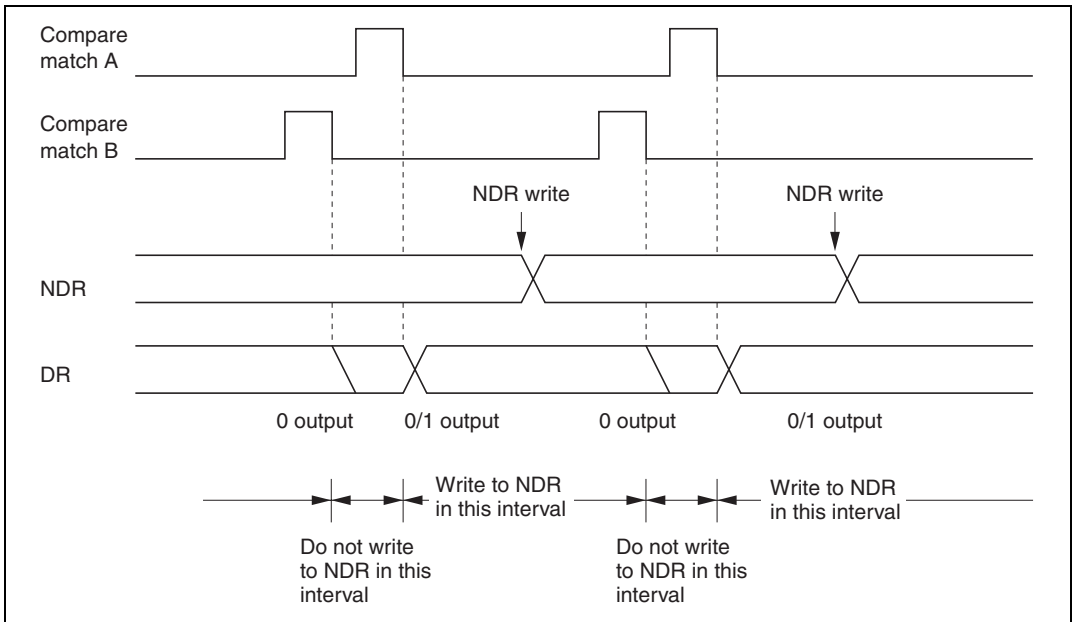 Compare
match A
Compare
match B
NDR write
NDR write
NDR
DR
0 output
0/1 output
0 output
0/1 output
Write to NDR
in this interval
Write to NDR
in this interval
Do not write
to NDR in this
interval
Do not write
to NDR in this
interval